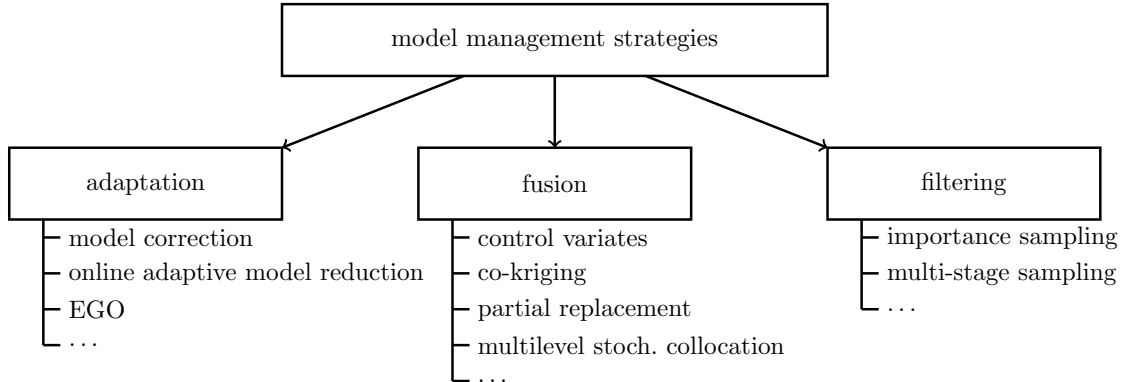 model management strategies
adaptation
model correction
online adaptive model reduction
EGO
...
fusion
control variates
co-kriging
partial replacement
multilevel stoch. collocation
...
filtering
importance sampling
multi-stage sampling
...